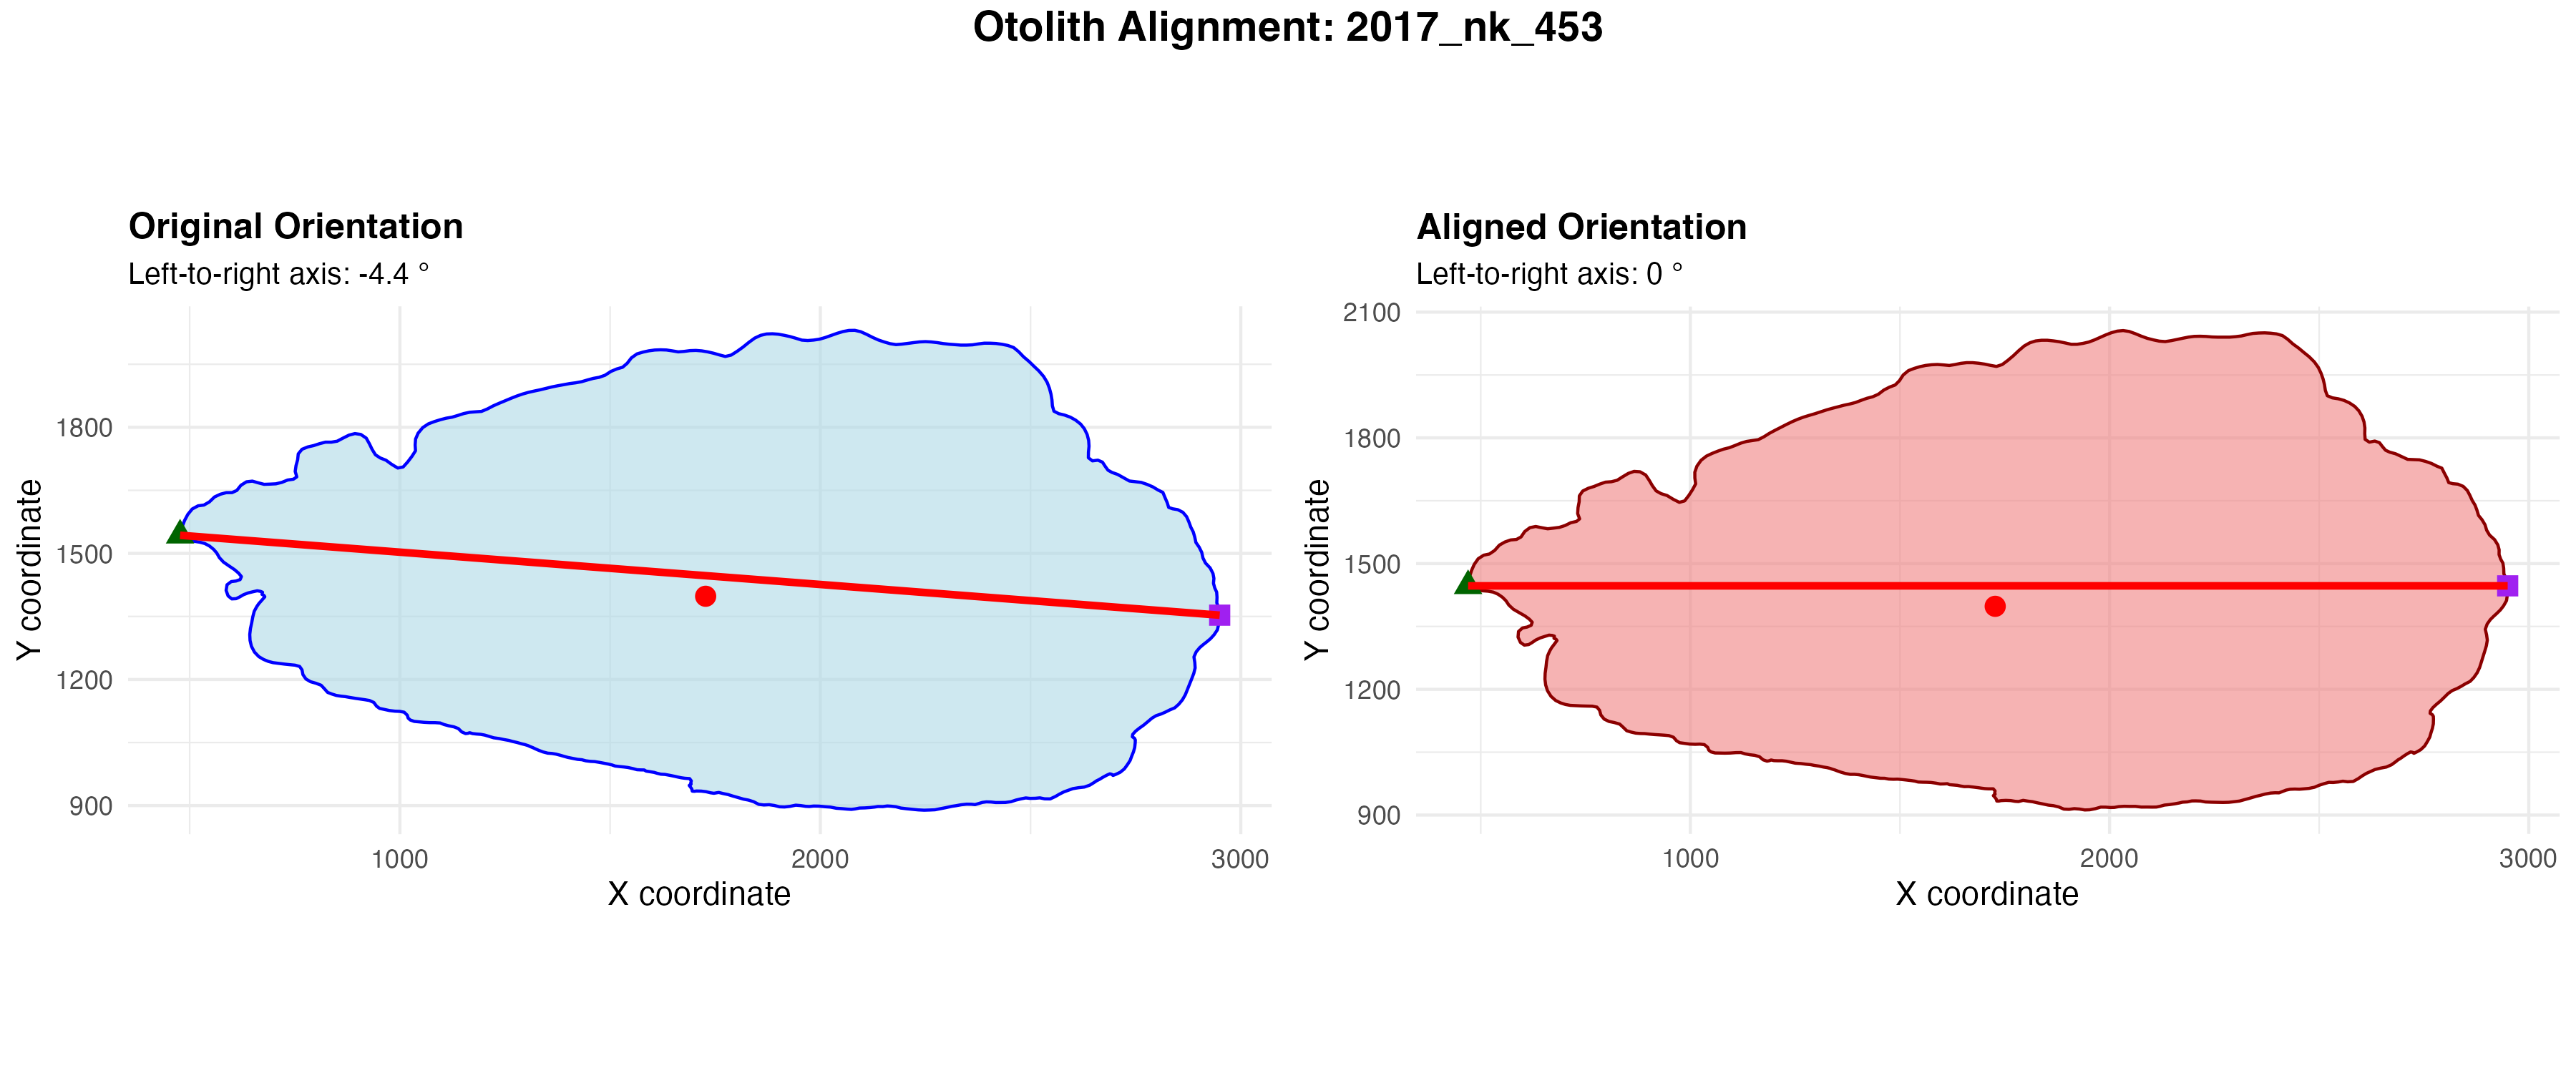 Otolith Alignment: 2017_nk_453
Original Orientation
Left-to-right axis: -4.4 °
Y coordinate
1800
1500
1200
900
1000 2000 3000
X coordinate
Aligned Orientation
Left-to-right axis: 0 °
Y coordinate
2100
1800
1500
1200
900
1000 2000 3000
X coordinate